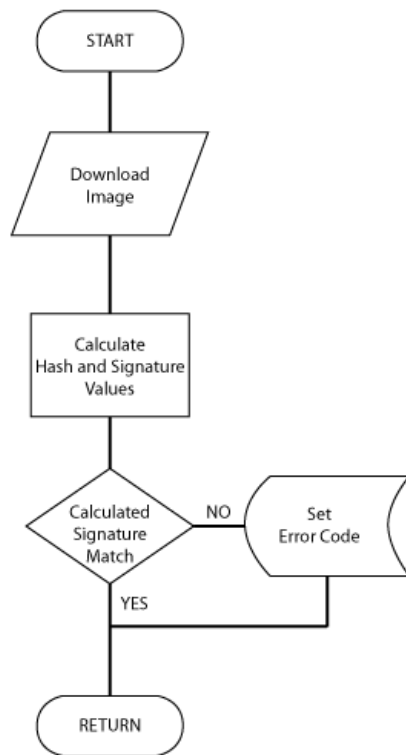 START
Download
Image
Calculate
Hash and Signature
Values
Calculated
Signature
Match
NO
Set
Error Code
YES
RETURN